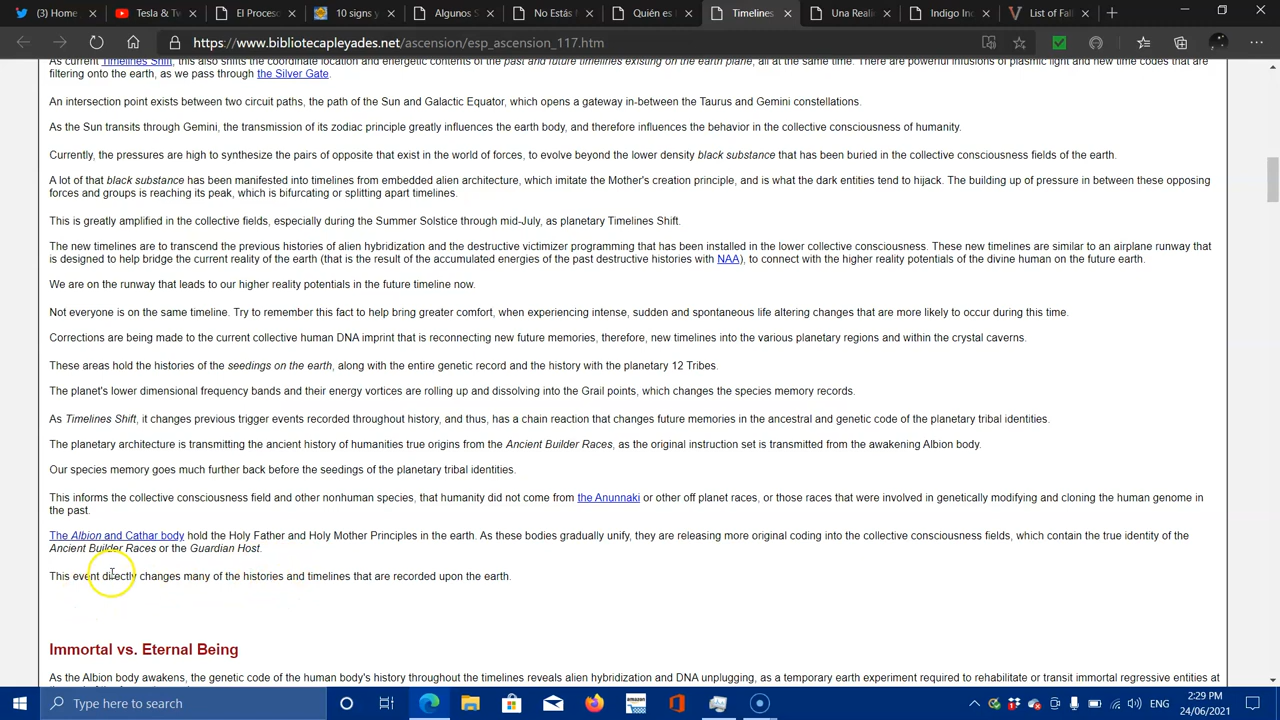 (3) Home
Tesla & Tw
El Proceso
10 signs y
Algunos S
No Estás
Quién es
Timelines
Una Reali
Indigo Inc
List of Fal
https://www.bibliotecapleyades.net/ascension/esp_ascension_117.htm
As current Timelines Shift, this also shifts the coordinate location and energetic contents of the past and future timelines existing on the earth plane, all at the same time. There are powerful infusions of plasmic light and new time codes that are
filtering onto the earth, as we pass through the Silver Gate.
An intersection point exists between two circuit paths, the path of the Sun and Galactic Equator, which opens a gateway in-between the Taurus and Gemini constellations.
As the Sun transits through Gemini, the transmission of its zodiac principle greatly influences the earth body, and therefore influences the behavior in the collective consciousness of humanity.
Currently, the pressures are high to synthesize the pairs of opposite that exist in the world of forces, to evolve beyond the lower density black substance that has been buried in the collective consciousness fields of the earth.
A lot of that black substance has been manifested into timelines from embedded alien architecture, which imitate the Mother's creation principle, and is what the dark entities tend to hijack. The building up of pressure in between these opposing
forces and groups is reaching its peak, which is bifurcating or splitting apart timelines.
This is greatly amplified in the collective fields, especially during the Summer Solstice through mid-July, as planetary Timelines Shift.
The new timelines are to transcend the previous histories of alien hybridization and the destructive victimizer programming that has been installed in the lower collective consciousness. These new timelines are similar to an airplane runway that
is designed to help bridge the current reality of the earth (that is the result of the accumulated energies of the past destructive histories with NAA), to connect with the higher reality potentials of the divine human on the future earth.
We are on the runway that leads to our higher reality potentials in the future timeline now.
Not everyone is on the same timeline. Try to remember this fact to help bring greater comfort, when experiencing intense, sudden and spontaneous life altering changes that are more likely to occur during this time.
Corrections are being made to the current collective human DNA imprint that is reconnecting new future memories, therefore, new timelines into the various planetary regions and within the crystal caverns.
These areas hold the histories of the seedings on the earth, along with the entire genetic record and the history with the planetary 12 Tribes.
The planet's lower dimensional frequency bands and their energy vortices are rolling up and dissolving into the Grail points, which changes the species memory records.
As Timelines Shift, it changes previous trigger events recorded throughout history, and thus, has a chain reaction that changes future memories in the ancestral and genetic code of the planetary tribal identities.
The planetary architecture is transmitting the ancient history of humanities true origins from the Ancient Builder Races, as the original instruction set is transmitted from the awakening Albion body.
Our species memory goes much further back before the seedings of the planetary tribal identities.
This informs the collective consciousness field and other nonhuman species, that humanity did not come from the Anunnaki or other off planet races, or those races that were involved in genetically modifying and cloning the human genome in
the past.
The Albion and Cathar body hold the Holy Father and Holy Mother Principles in the earth. As these bodies gradually unify, they are releasing more original coding into the collective consciousness fields, which contain the true identity of the
Ancient Builder Races or the Guardian Host.
This event directly changes many of the histories and timelines that are recorded upon the earth.
Immortal vs. Eternal Being
As the Albion body awakens, the genetic code of the human body's history throughout the timelines reveals alien hybridization and DNA unplugging, as a temporary earth experiment required to rehabilitate or transit immortal regressive entities at
Type here to search
amazon
ENG
2:29 PM
24/06/2021